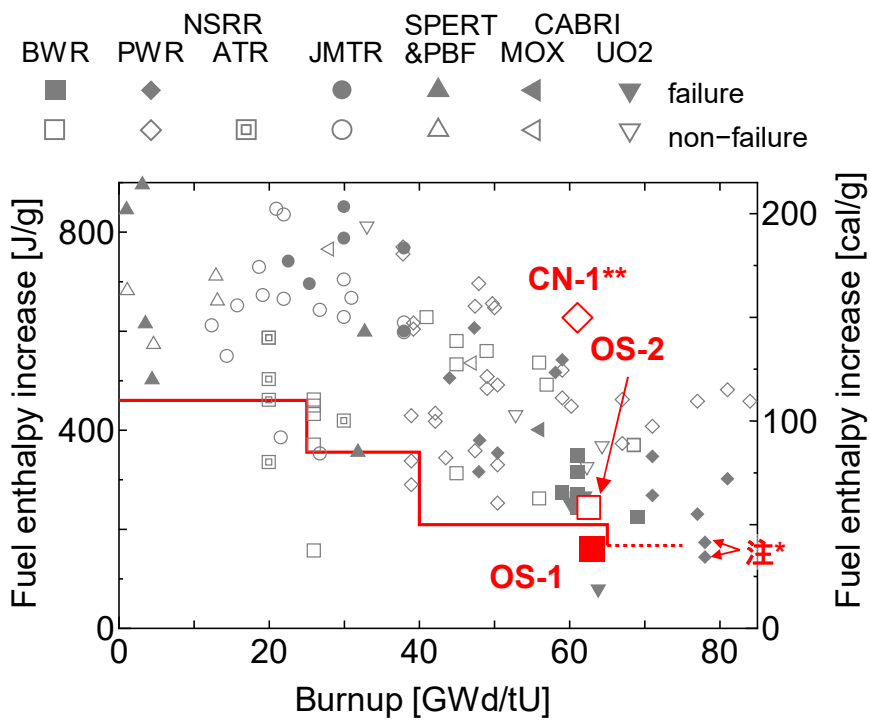 NSRR SPERT CABRI
BWR PWR ATR JMTR &PBF MOX UO2
failure
non−failure
Fuel enthalpy increase [J/g]
800
400
0
CN-1**
OS-2
OS-1
注*
200
100
0
Fuel enthalpy increase [cal/g]
0 20 40 60 80
Burnup [GWd/tU]